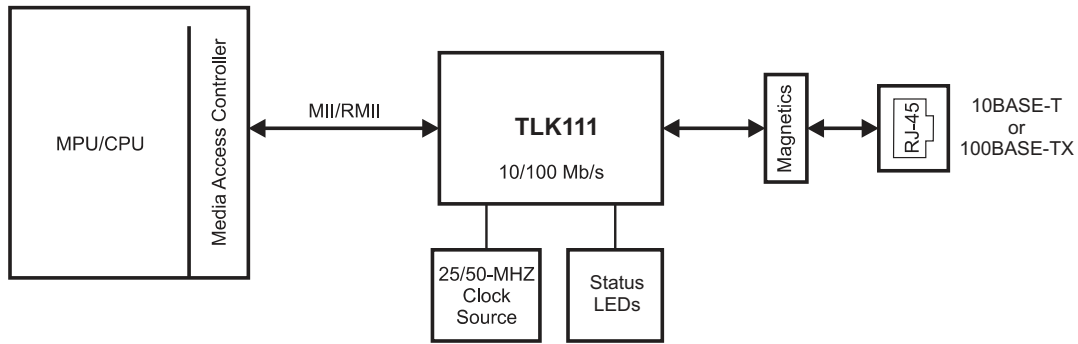 MPU/CPU
Media Access Controller
MII/RMII
TLK111
10/100 Mb/s
25/50-MHZ
Clock
Source
Status
LEDs
Magnetics
RJ-45
10BASE-T
or
100BASE-TX